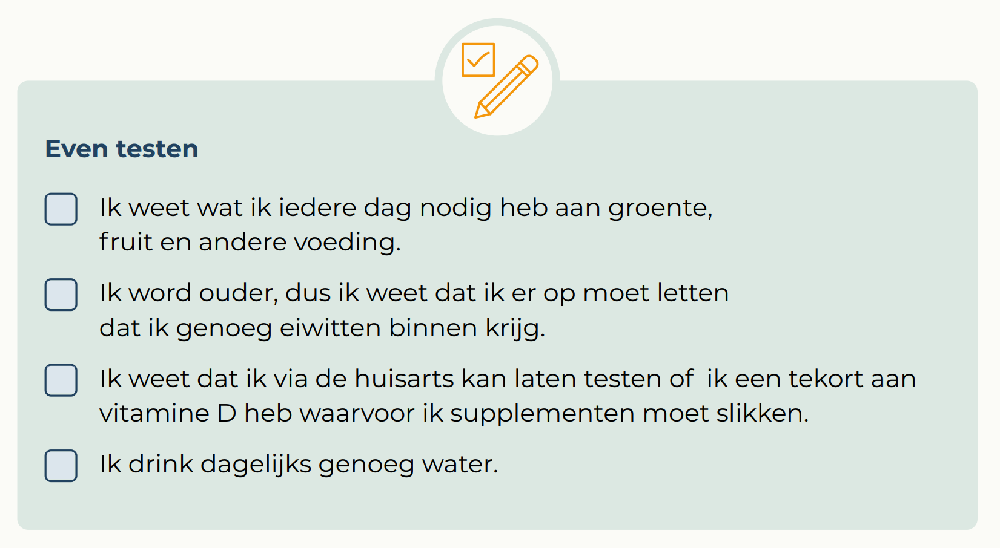 Even testen
Ik weet wat ik iedere dag nodig heb aan groente,
fruit en andere voeding.
Ik word ouder, dus ik weet dat ik er op moet letten
dat ik genoeg eiwitten binnen krijg.
Ik weet dat ik via de huisarts kan laten testen of  ik een tekort aan
vitamine D heb waarvoor ik supplementen moet slikken.
Ik drink dagelijks genoeg water.